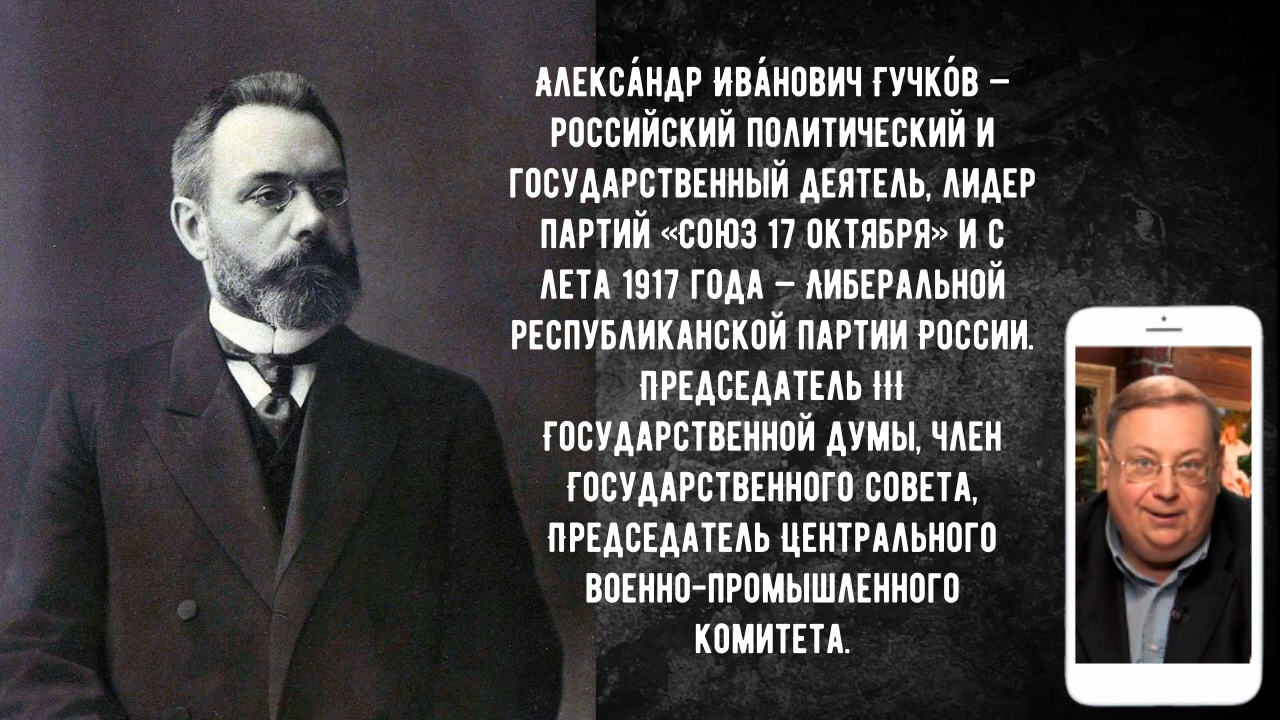 Алекса́ндр Ива́нович Гучко́в –
российский политический и
государственный деятель, лидер
партий «Союз 17 октября» и с
лета 1917 года – Либеральной
республиканской партии России.
Председатель III
Государственной думы, член
Государственного совета,
Председатель Центрального
военно-промышленного
комитета.